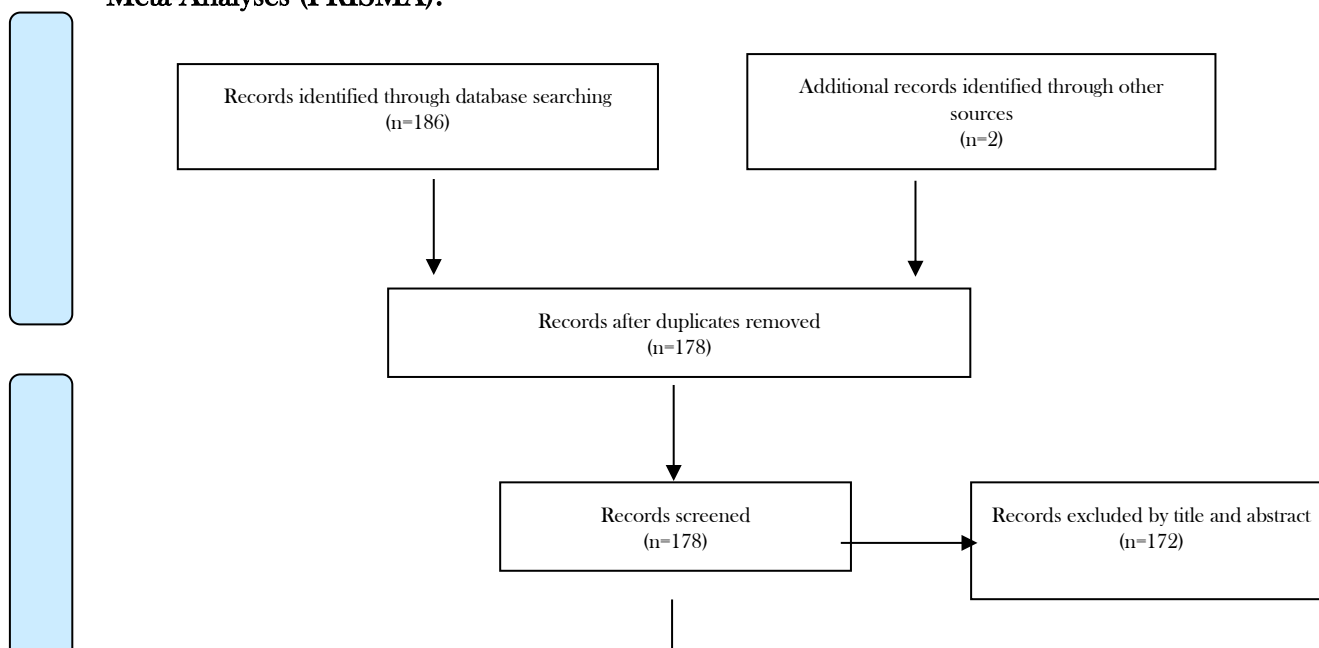 Meta Analyses (PRISMA).
Records identified through database searching
(n=186)
Additional records identified through other
sources
(n=2)
Records after duplicates removed
(n=178)
Records screened
(n=178)
Records excluded by title and abstract
(n=172)